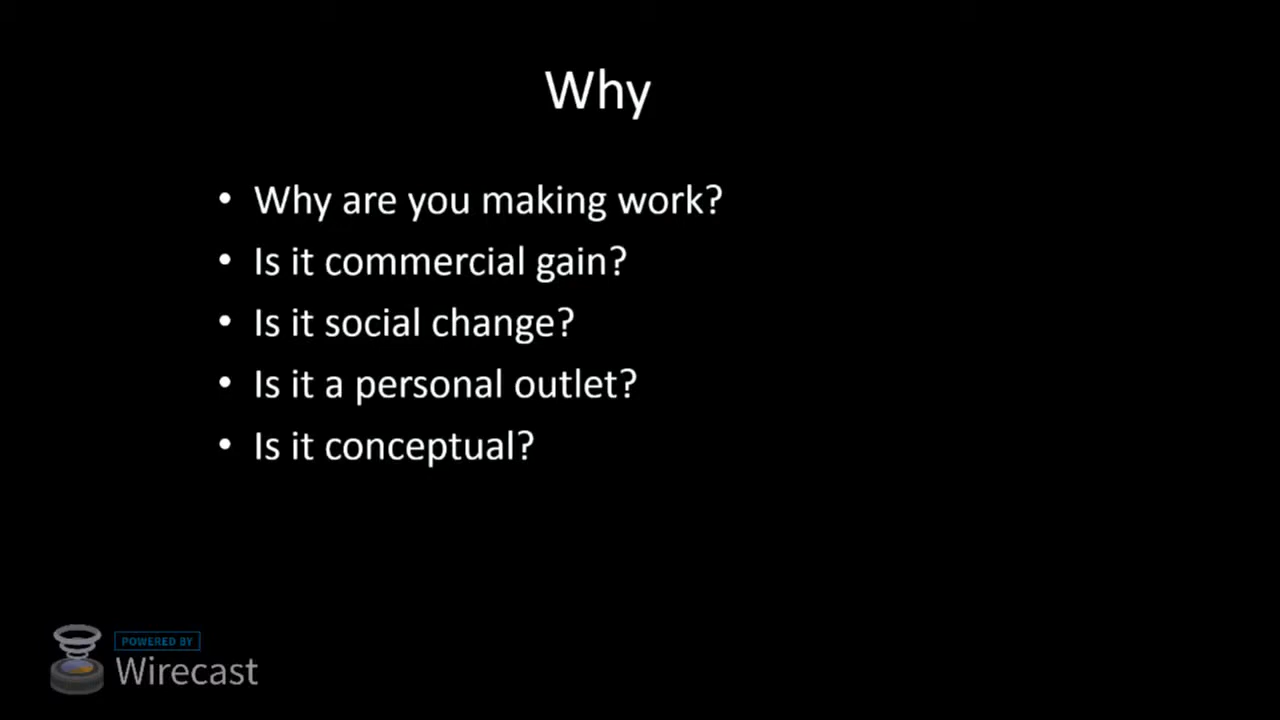 Why
• Why are you making work?
• Is it commercial gain?
• Is it social change?
• Is it a personal outlet?
• Is it conceptual?
POWERED BY
Wirecast